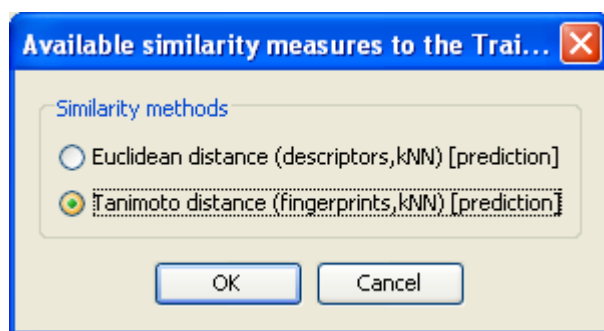 Available similarity measures to the Trai...
Similarity methods
Euclidean distance (descriptors,kNN) [prediction]
Tanimoto distance (fingerprints,kNN) [prediction]
OK Cancel